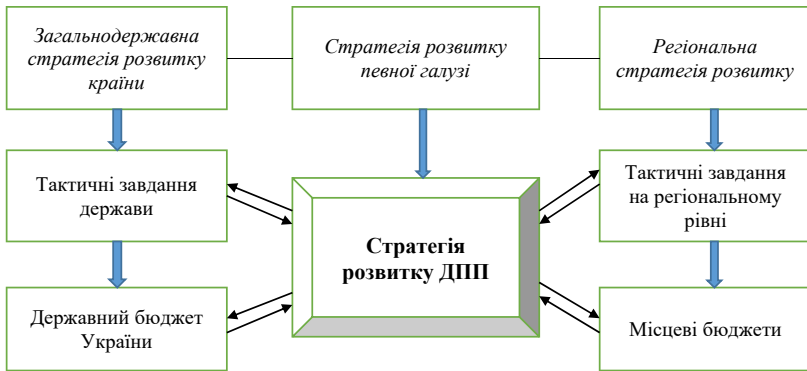 Загальнодержавна
стратегія розвитку
країни
Стратегія розвитку
певної галузі
Регіональна
стратегія розвитку
Тактичні завдання
держави
Стратегія
розвитку ДПП
Тактичні завдання
на регіональному
рівні
Державний бюджет
України
Місцеві бюджети